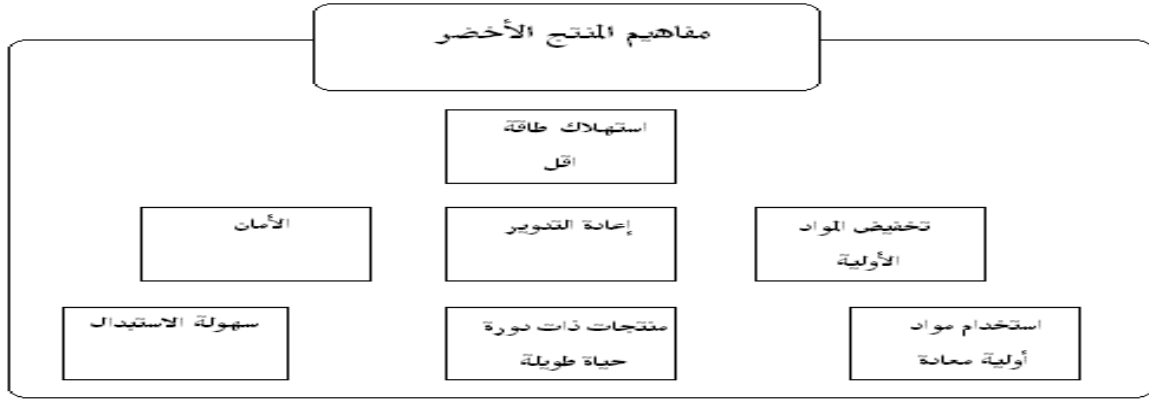 مفاهيم المنتج الأخضر
استهلاك طاقة
اقل
تخفيض المواد
الأولية
إعادة التدوير
الأمان
استخدام مواد
أولية معادة
منتجات ذات دورة
حياة طويلة
سهولة الاستبدال